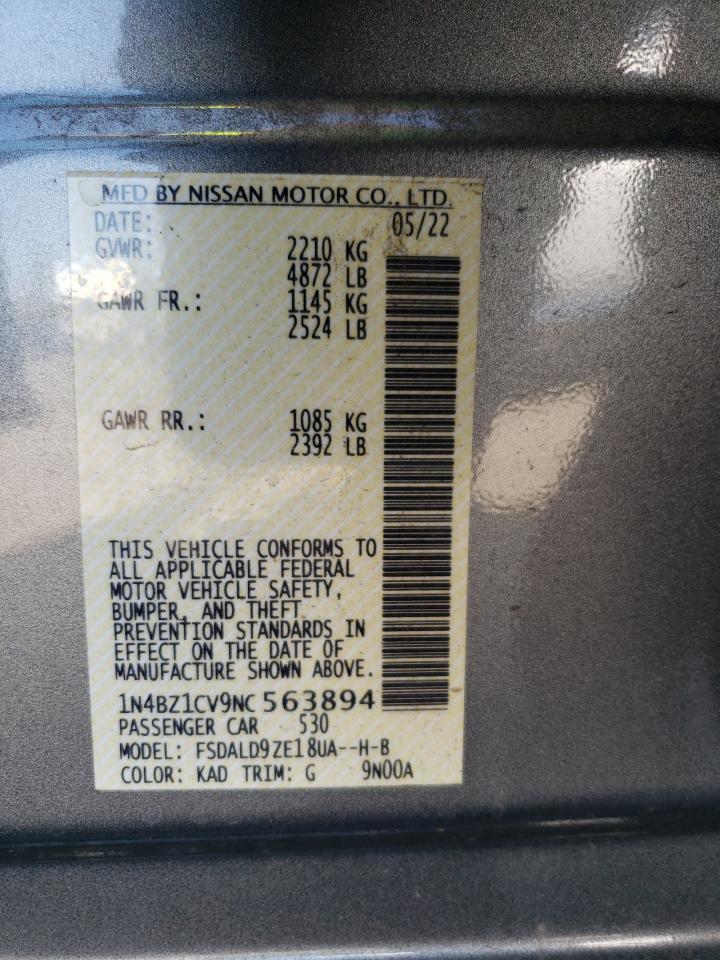 MFD BY NISSAN MOTOR CO., LTD.
DATE: 05/22
GVWR: 2210 KG
4872 LB
GAWR FR.: 1145 KG
2524 LB
GAWR RR.: 1085 KG
2392 LB
THIS VEHICLE CONFORMS TO
ALL APPLICABLE FEDERAL
MOTOR VEHICLE SAFETY,
BUMPER, AND THEFT
PREVENTION STANDARDS IN
EFFECT ON THE DATE OF
MANUFACTURE SHOWN ABOVE.
1N4BZ1CV9NC 563894
PASSENGER CAR 530
MODEL: FSDALD9ZE18UA--H-B
COLOR: KAD TRIM: G 9N00A